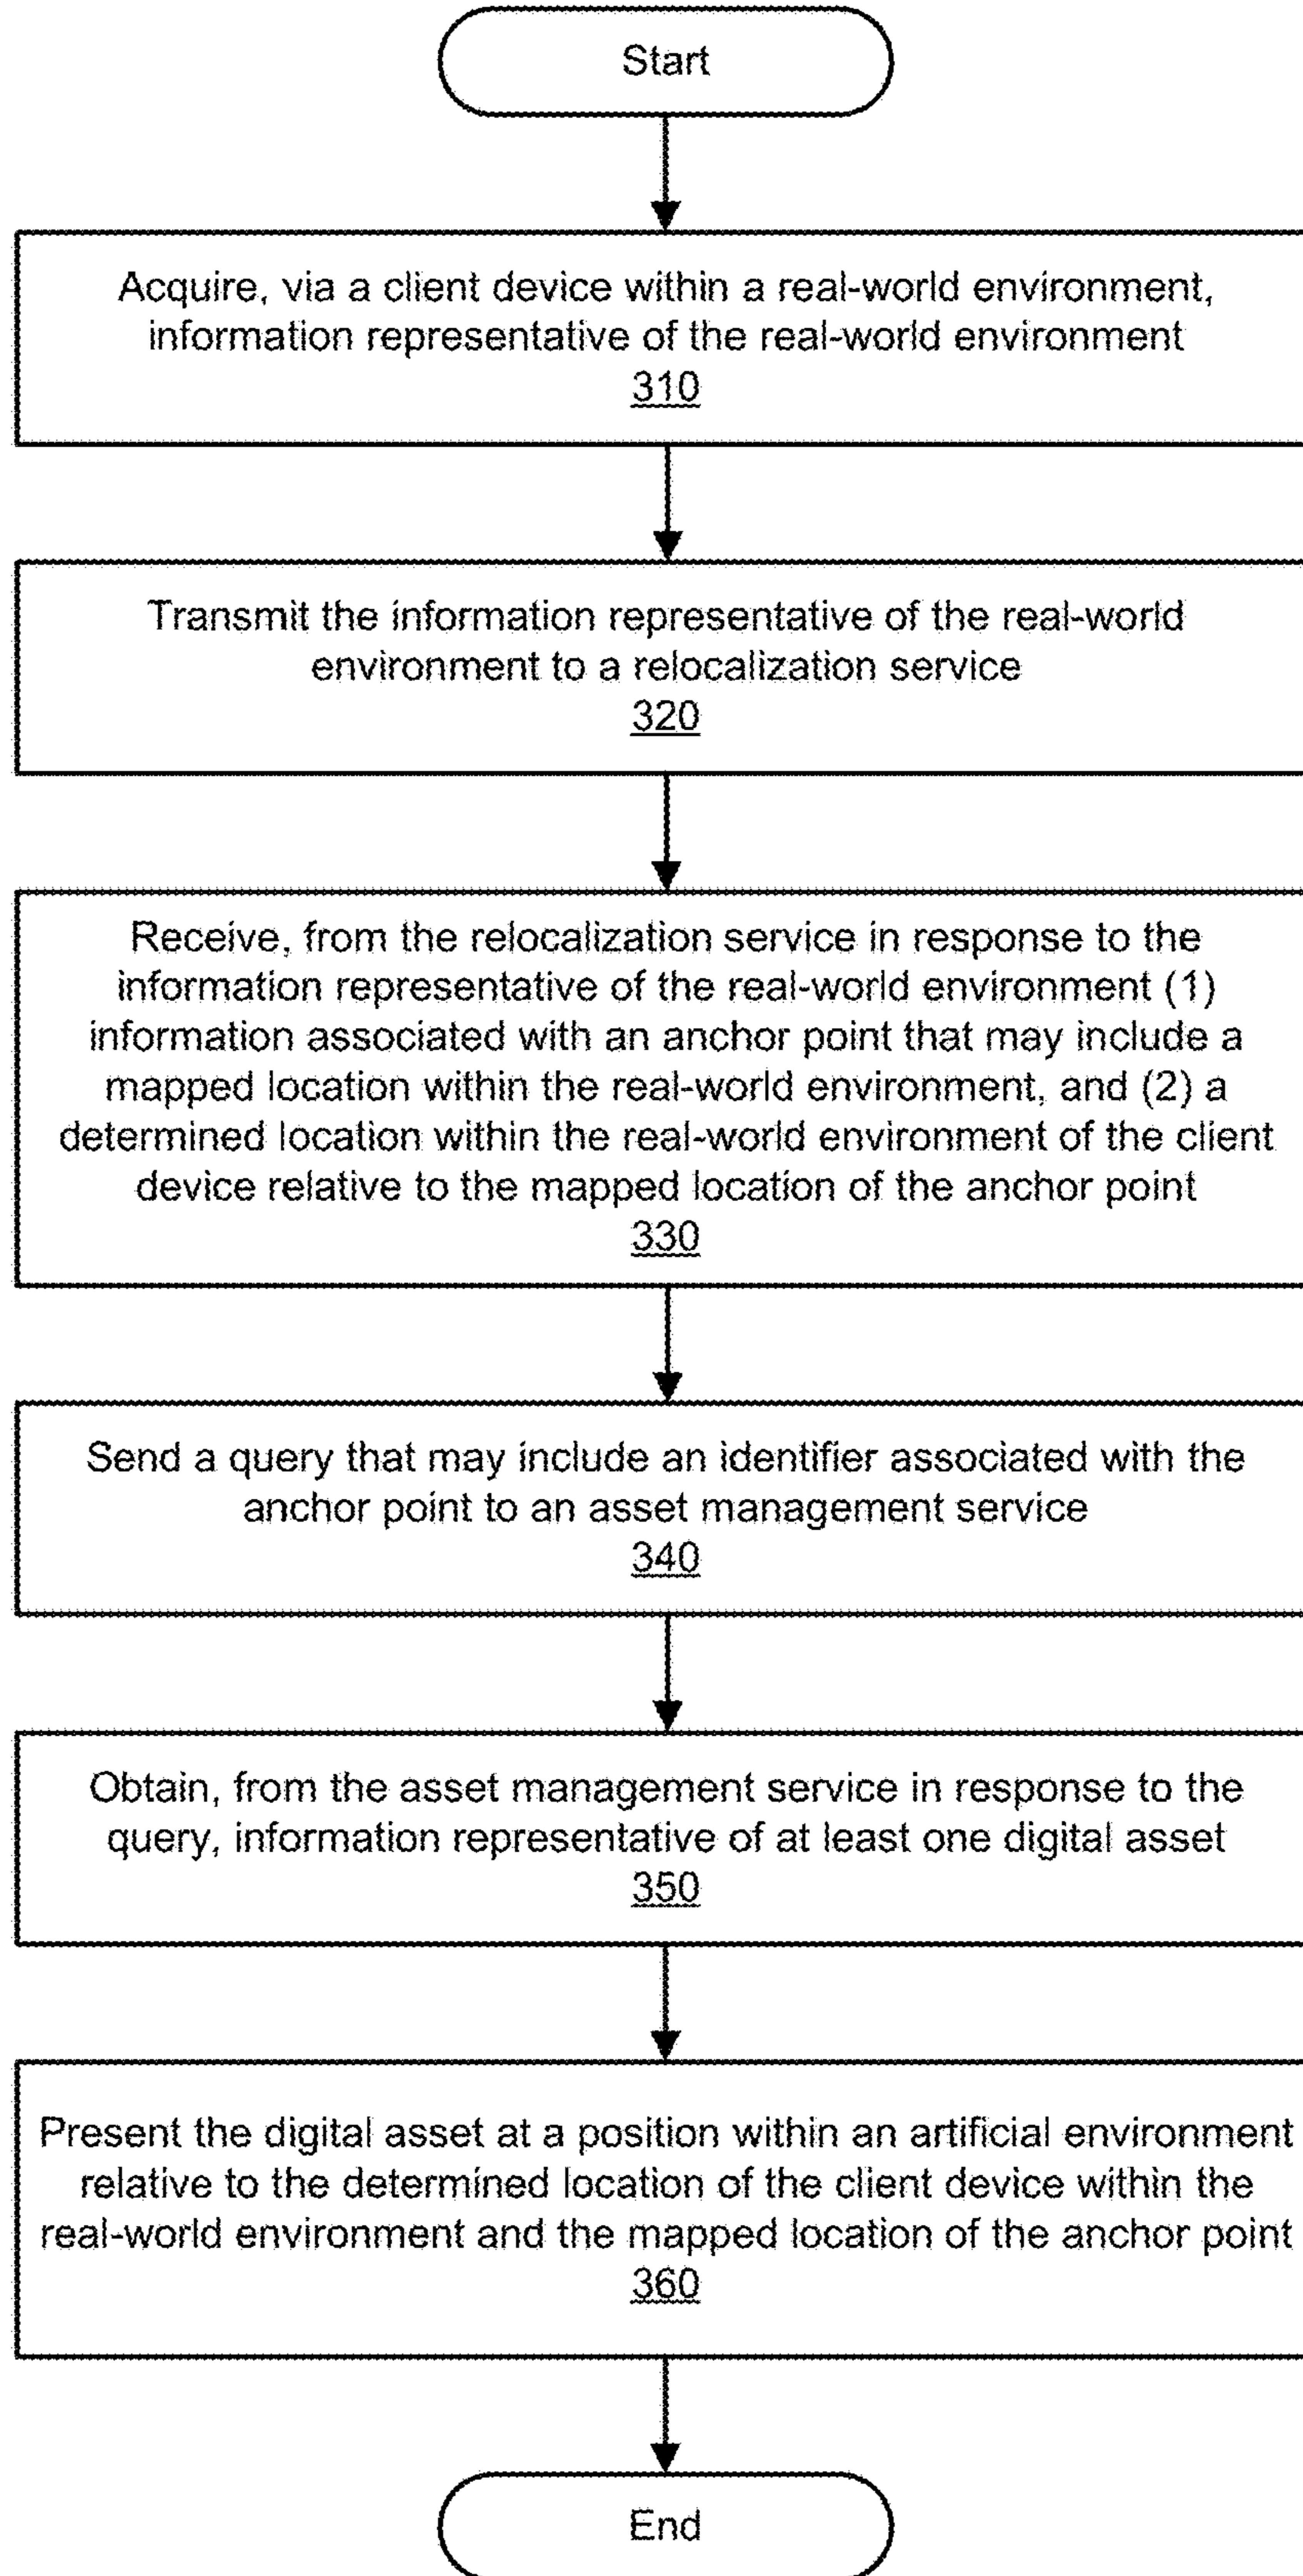 Start
Acquire, via a client device within a real-world environment,
information representative of the real-world environment
310
Transmit the information representative of the real-world
environment to a relocalization service
320
Receive, from the relocalization service in response to the
information representative of the real-world environment (1)
information associated with an anchor point that may include a
mapped location within the real-world environment, and (2) a
determined location within the real-world environment of the client
device relative to the mapped location of the anchor point
330
Send a query that may include an identifier associated with the
anchor point to an asset management service
340
Obtain, from the asset management service in response to the
query, information representative of at least one digital asset
350
Present the digital asset at a position within an artificial environment
relative to the determined location of the client device within the
real-world environment and the mapped location of the anchor point
360
End